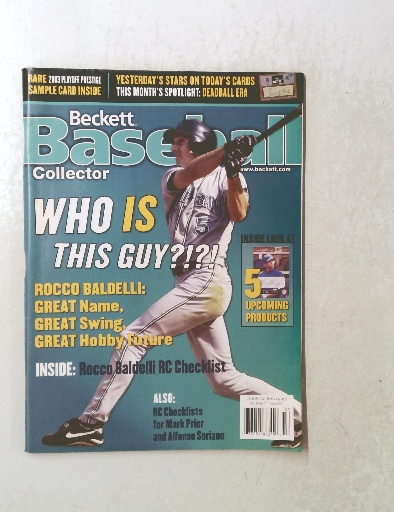 RARE 2003 PLAYOFF PRESTIGE
SAMPLE CARD INSIDE
YESTERDAY'S STARS ON TODAY'S CARDS
THIS MONTH'S SPOTLIGHT: DEADBALL ERA
Beckett
Baseball
Collector
www.beckett.com
WHO IS
THIS GUY?!?!
INSIDE LOOK AT
5
UPCOMING
PRODUCTS
ROCCO BALDELLI:
GREAT Name,
GREAT Swing,
GREAT Hobby Future
INSIDE: Rocco Baldelli RC Checklist
ALSO:
RC Checklists
for Mark Prior
and Alfonso Soriano
5